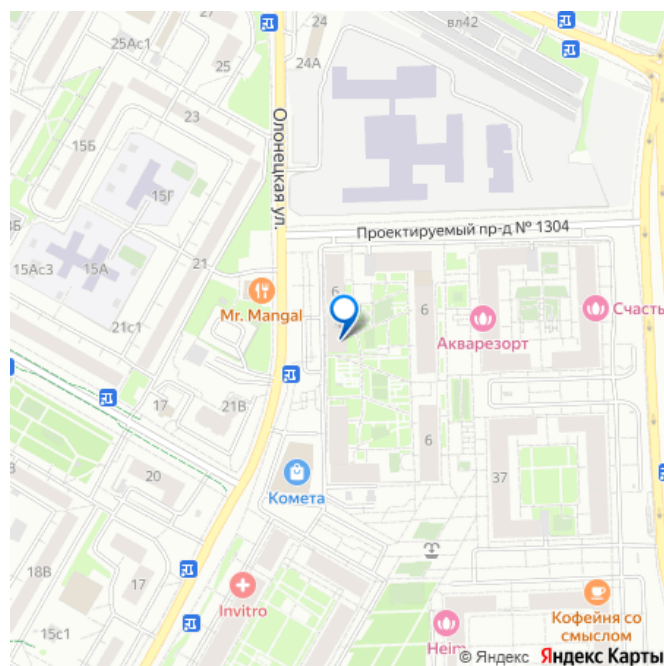 вл42
24
25Ас1
24А
25
23
Олонецкая ул.
15Б
15Г
Проектируемый пр-д № 1304
15Ас3
15А
21
6
6
Mr. Mangal
Счасть
Акварезорт
21с1
17
21В
6
37
20
Комета
18В
17
Invitro
15с1
Кофейня со
смыслом
Heim
© Яндекс Яндекс Карты